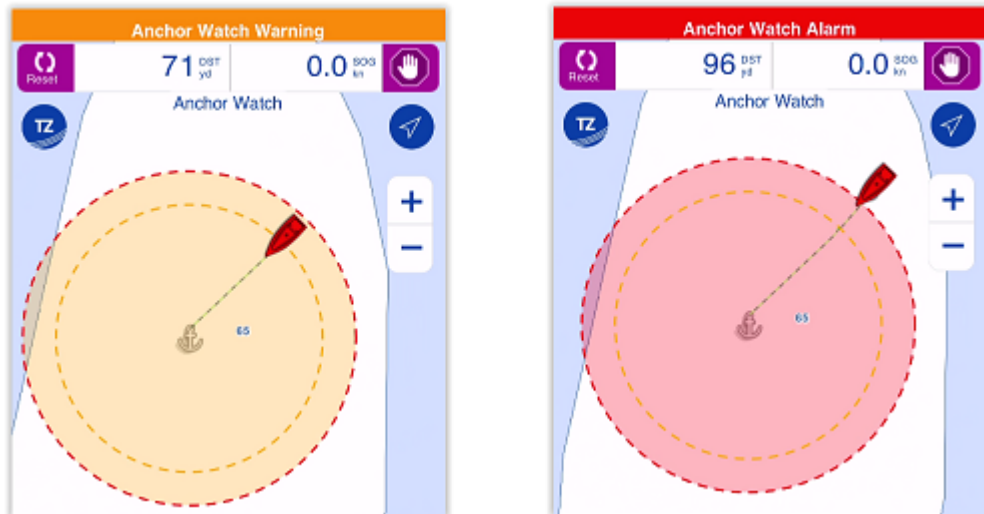 Anchor Watch Warning
Reset
71 DST yd
0.0 SOG kn
Anchor Watch
TZ
+
−
65
Anchor Watch Alarm
Reset
96 DST yd
0.0 SOG kn
Anchor Watch
TZ
+
−
65